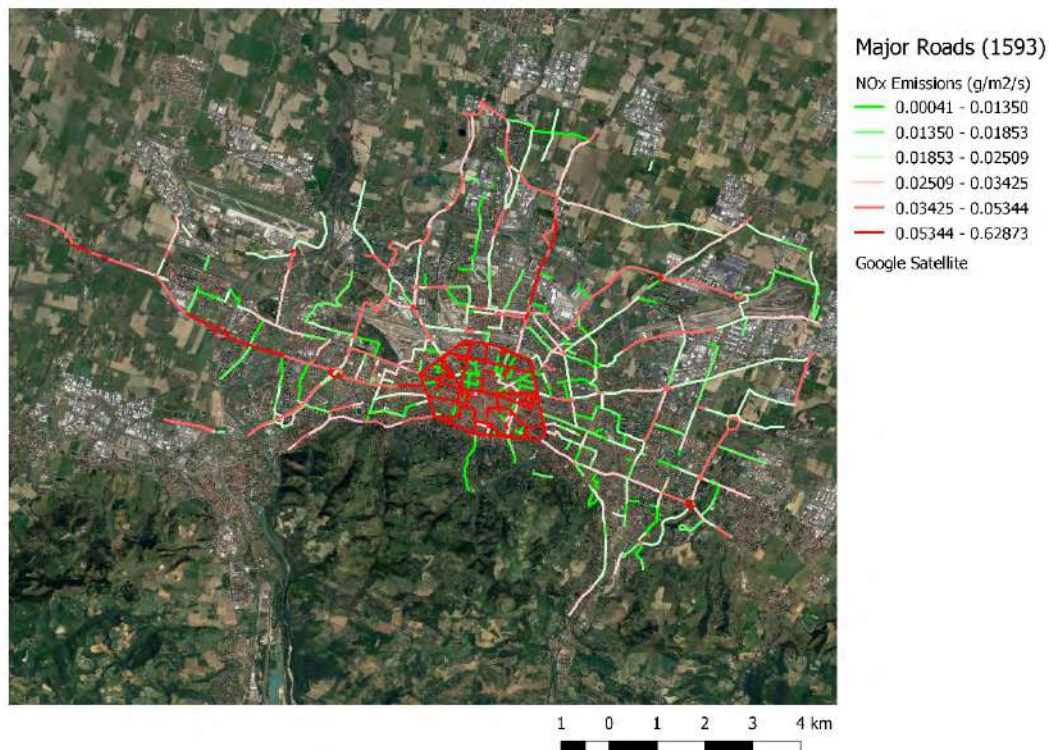 Major Roads (1593)
NOx Emissions (g/m2/s)
0.00041 - 0.01350
0.01350 - 0.01853
0.01853 - 0.02509
0.02509 - 0.03425
0.03425 - 0.05344
0.05344 - 0.62873
Google Satellite
1 0 1 2 3 4 km